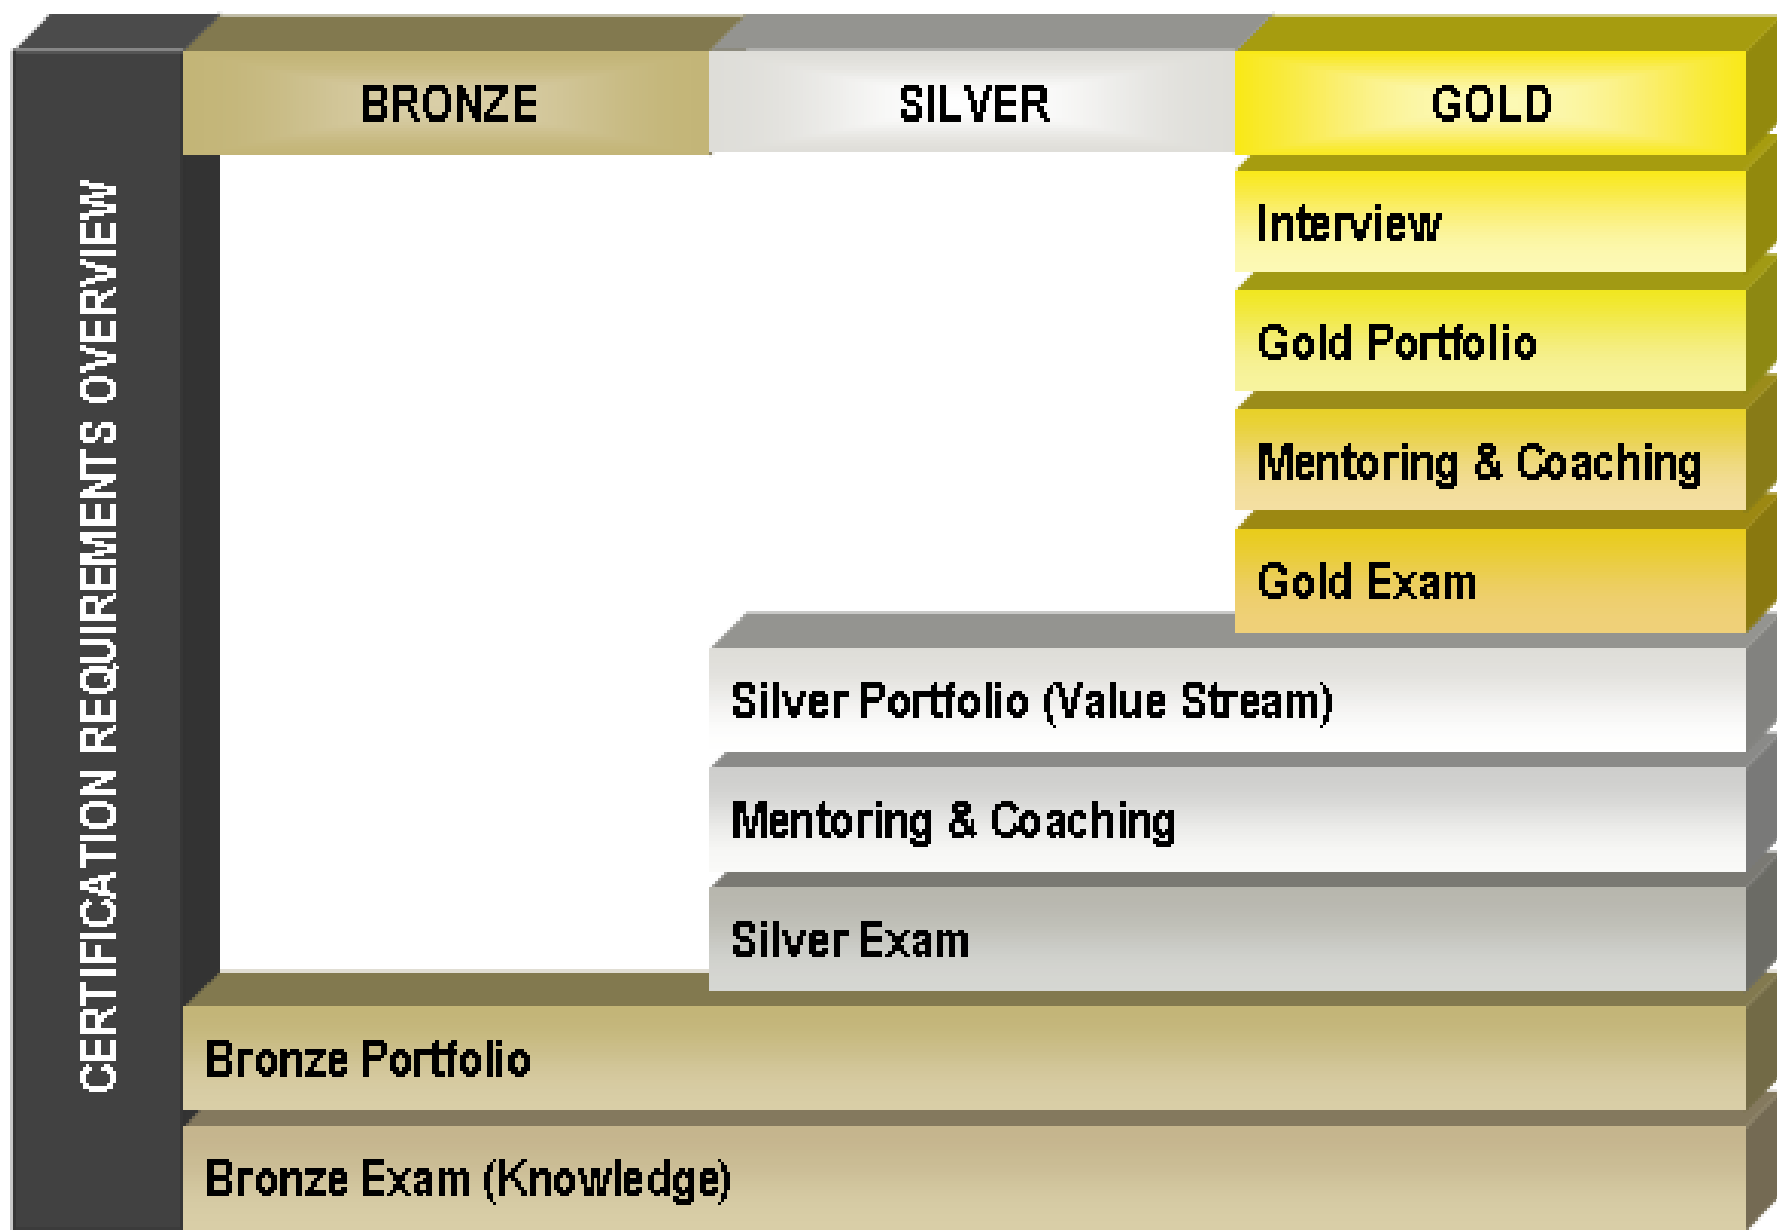 CERTIFICATION REQUIREMENTS OVERVIEW
BRONZE
SILVER
GOLD
Interview
Gold Portfolio
Mentoring & Coaching
Gold Exam
Silver Portfolio (Value Stream)
Mentoring & Coaching
Silver Exam
Bronze Portfolio
Bronze Exam (Knowledge)